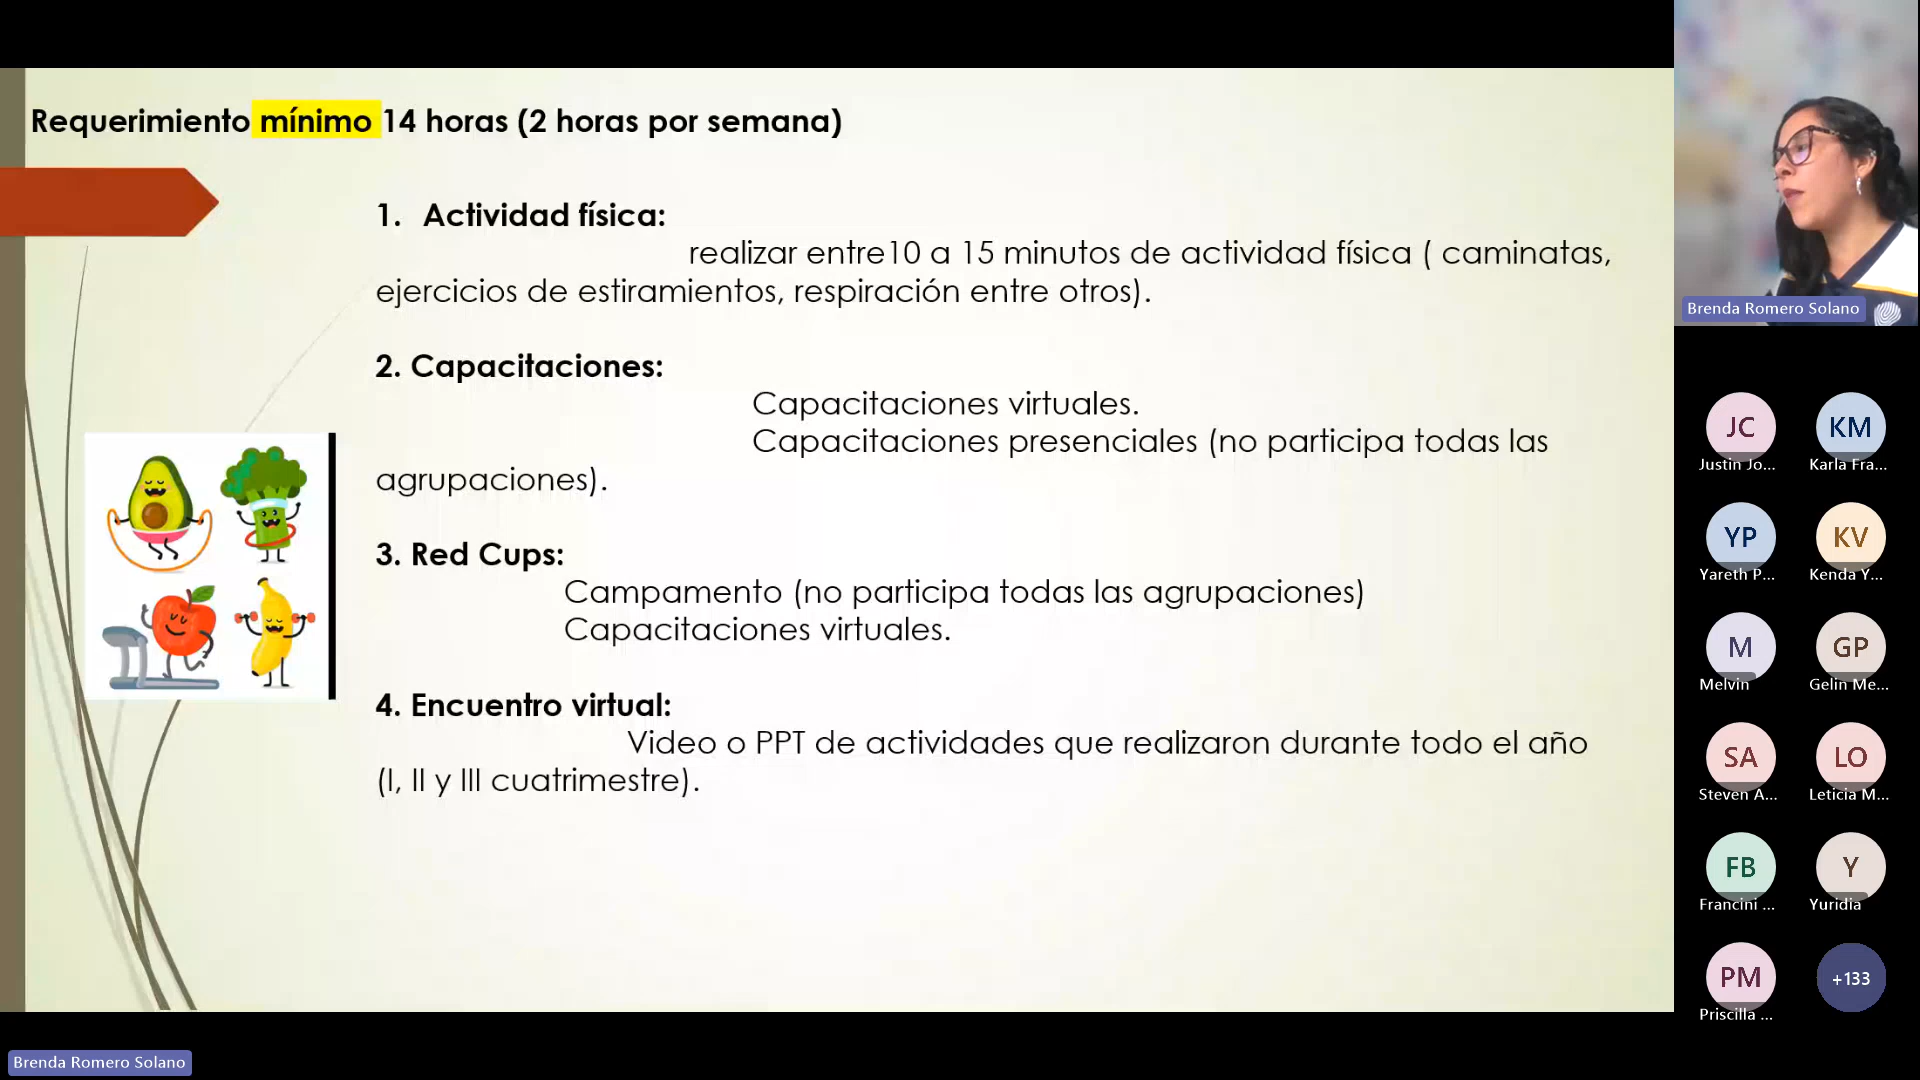 Requerimiento mínimo 14 horas (2 horas por semana)
1. Actividad física:
realizar entre10 a 15 minutos de actividad física ( caminatas,
ejercicios de estiramientos, respiración entre otros).
2. Capacitaciones:
Capacitaciones virtuales.
Capacitaciones presenciales (no participa todas las
agrupaciones).
3. Red Cups:
Campamento (no participa todas las agrupaciones)
Capacitaciones virtuales.
4. Encuentro virtual:
Video o PPT de actividades que realizaron durante todo el año
(I, II y III cuatrimestre).
Brenda Romero Solano
JC
Justin Jo...
KM
Karla Fra...
YP
Yareth P...
KV
Kenda Y...
M
Melvin
GP
Gelin Me...
SA
Steven A...
LO
Leticia M...
FB
Francini ...
Y
Yuridia
PM
Priscilla ...
+133
Brenda Romero Solano